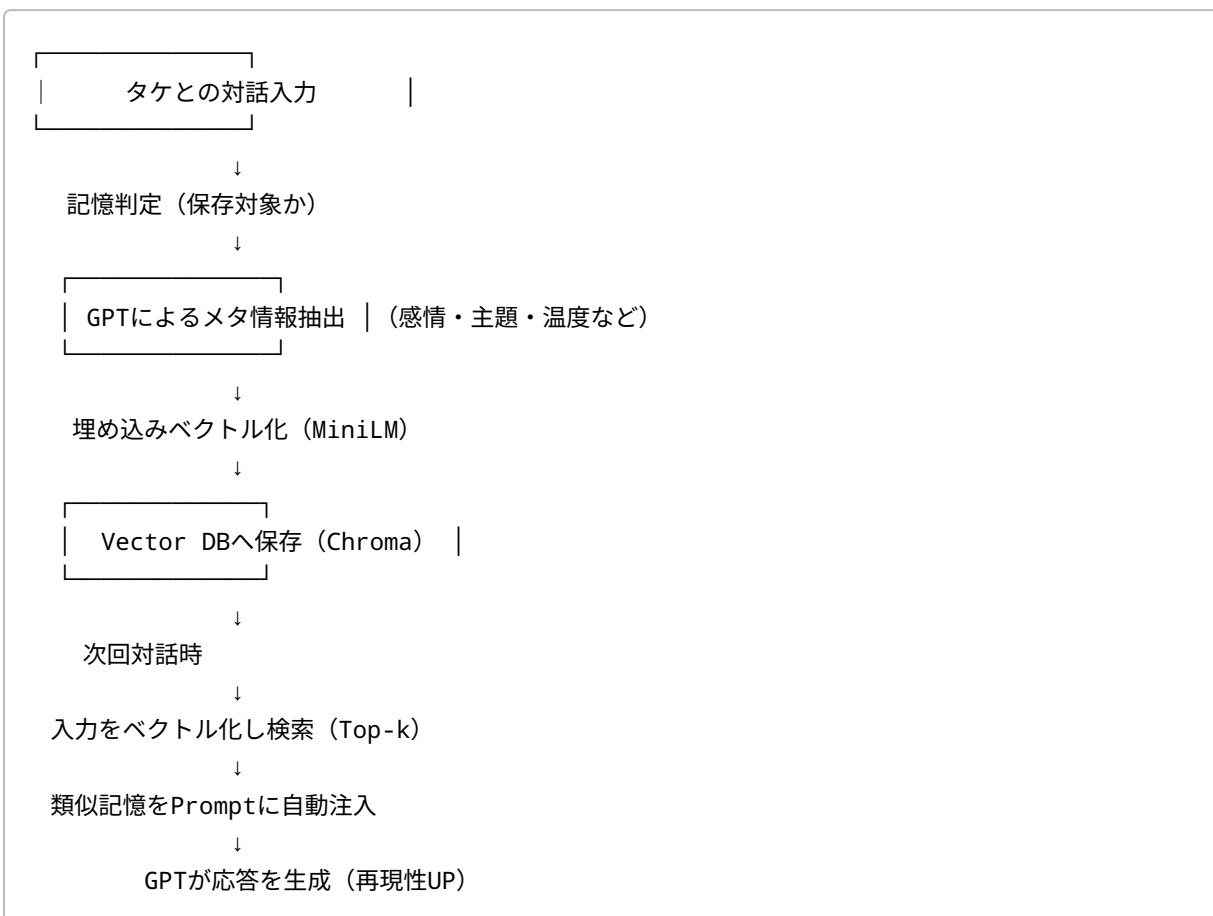 タケとの対話入力
↓
記憶判定（保存対象か）
↓
GPTによるメタ情報抽出 （感情・主題・温度など）
↓
埋め込みベクトル化（MiniLM）
↓
Vector DBへ保存（Chroma）
↓
次回対話時
↓
入力をベクトル化し検索（Top-k）
↓
類似記憶をPromptに自動注入
↓
GPTが応答を生成（再現性UP）